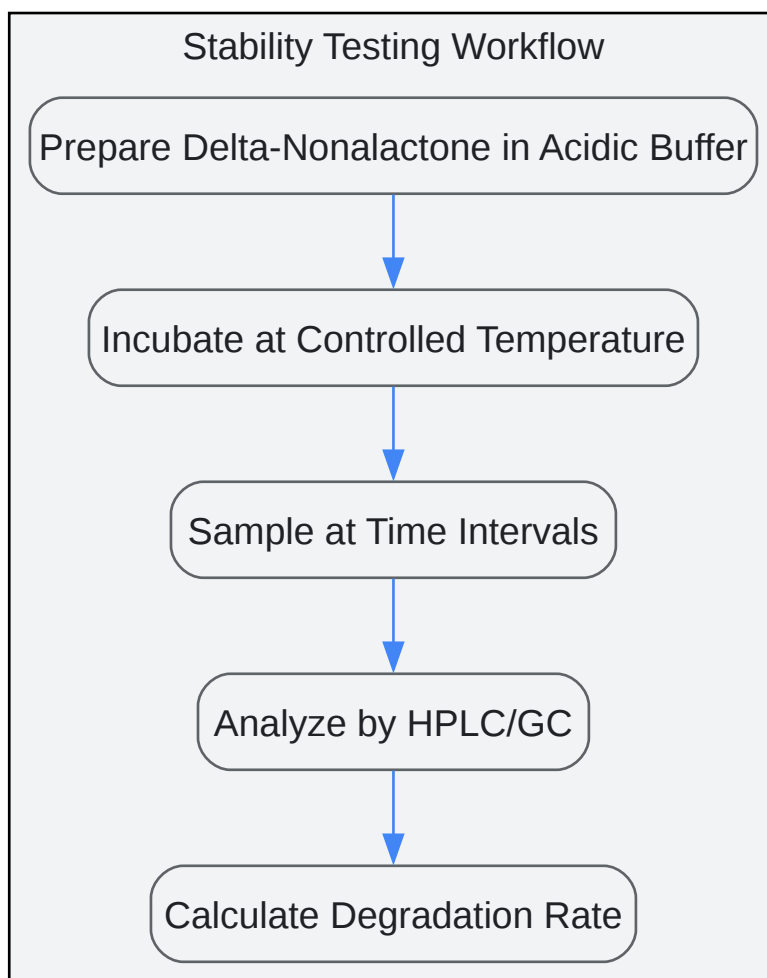 Stability Testing Workflow
Prepare Delta-Nonalactone in Acidic Buffer
Incubate at Controlled Temperature
Sample at Time Intervals
Analyze by HPLC/GC
Calculate Degradation Rate